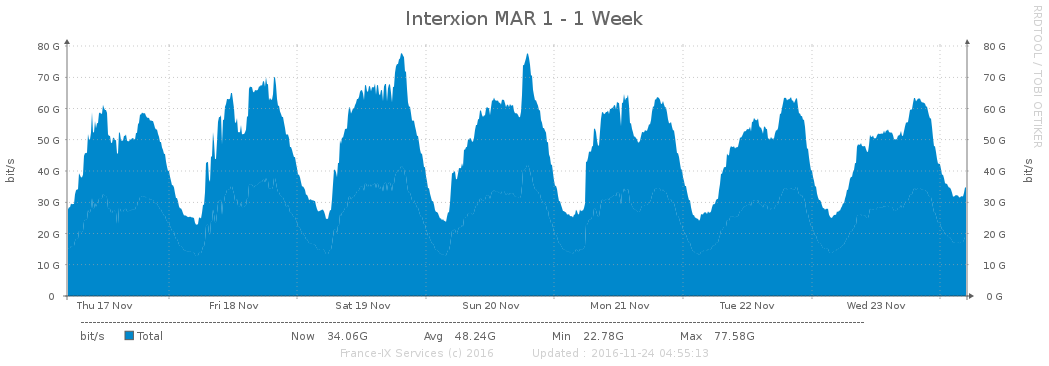 Interxion MAR 1 - 1 Week
RRDTOOL / TOBI OETIKER
bit/s
80 G
70 G
60 G
50 G
40 G
30 G
20 G
10 G
0
80 G
70 G
60 G
50 G
40 G
30 G
20 G
10 G
0 G
bit/s
Thu 17 Nov Fri 18 Nov Sat 19 Nov Sun 20 Nov Mon 21 Nov Tue 22 Nov Wed 23 Nov
bit/s Total Now 34.06G Avg 48.24G Min 22.78G Max 77.58G
France-IX Services (c) 2016 Updated : 2016-11-24 04:55:13